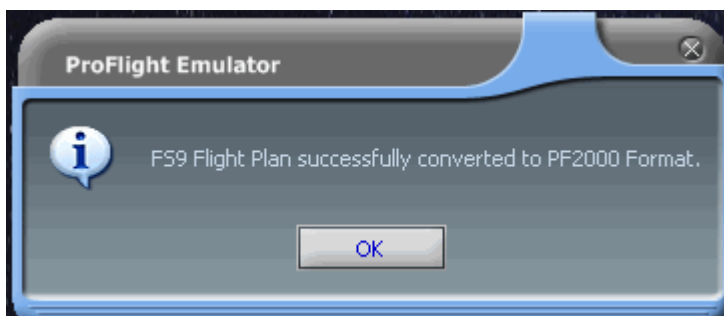 ProFlight Emulator
FS9 Flight Plan successfully converted to PF2000 Format.
OK